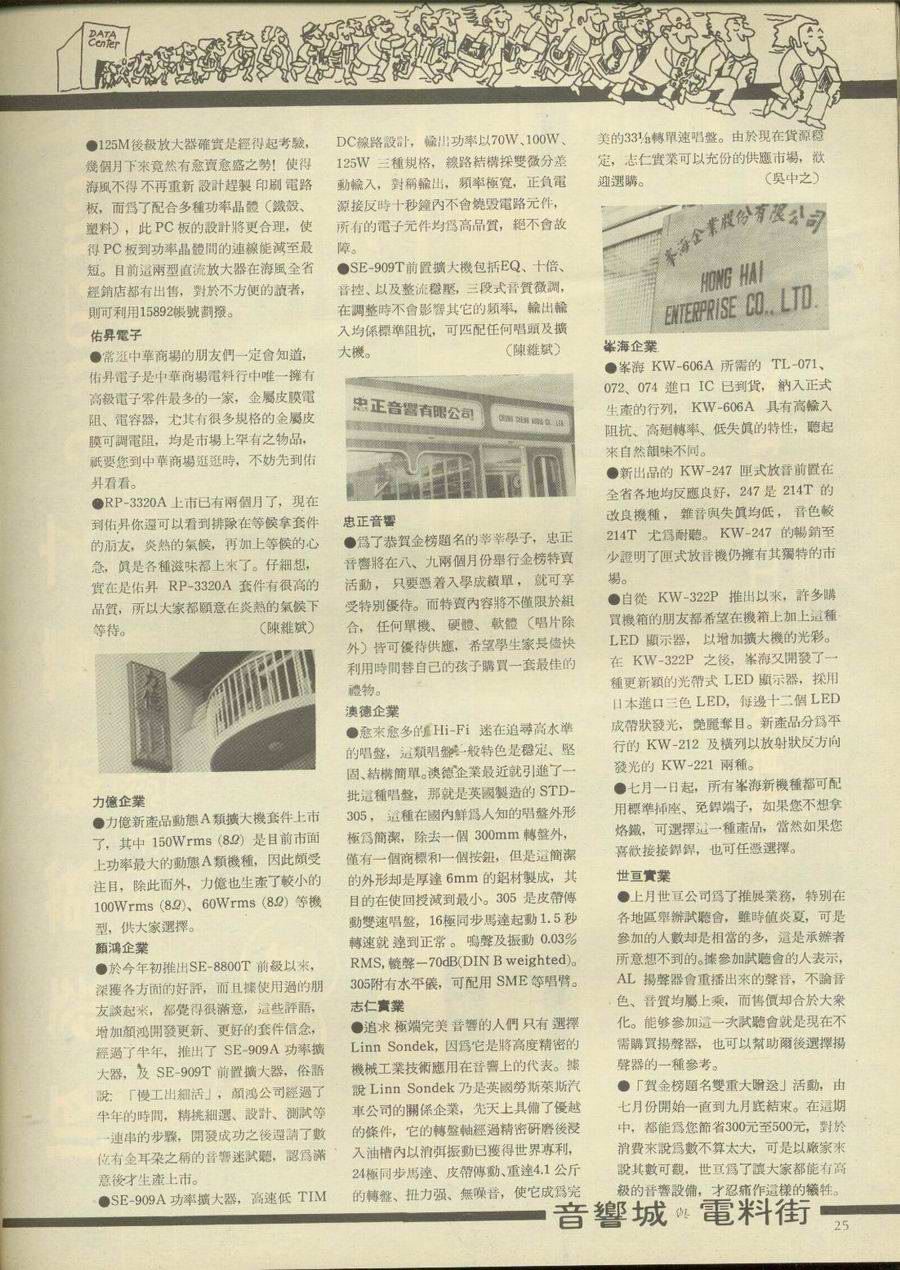 DATA
Center
●125M後級放大器確實是經得起考驗,
幾個月下來竟然有愈賣愈盛之勢!使得
海風不得不再重新設計趕製印刷電路
板,而爲了配合多種功率晶體(鐵殼、
塑料),此PC板的設計將更合理,使
得PC板到功率晶體間的連線能減至最
短。目前這兩型直流放大器在海風全省
經銷店都有出售,對於不方便的讀者,
則可利用15892帳號劃撥。
佑昇電子
●常逛中華商場的朋友們一定會知道,
佑昇電子是中華商場電料行中唯一擁有
高級電子零件最多的一家,金屬皮膜電
阻、電容器,尤其有很多規格的金屬皮
膜可調電阻,均是市場上罕有之物品,
祇要您到中華商場逛逛時,不妨先到佑
昇看看。
●RP-3320A上市已有兩個月了,現在
到佑昇你還可以看到排隊在等候拿套件
的朋友,炎熱的氣候,再加上等候的心
急,眞是各種滋味都上來了。仔細想,
實在是佑昇 RP-3320A 套件有很高的
品質,所以大家都願意在炎熱的氣候下
等待。 (陳維斌)
力億
力億企業
●力億新產品動態A類擴大機套件上市
了,其中 150Wrms (8Ω) 是目前市面
上功率最大的動態A類機種,因此頗受
注目,除此而外,力億也生產了較小的
100Wrms (8Ω)、60Wrms (8Ω) 等機
型,供大家選擇。
顏鴻企業
●於今年初推出SE-8800T 前級以來,
深獲各方面的好評,而且據使用過的朋
友談起來,都覺得很滿意,這些評語,
增加顏鴻開發更新、更好的套件信念,
經過了半年,推出了 SE-909A 功率擴
大器,及 SE-909T 前置擴大器,俗語
說:「慢工出細活」,顏鴻公司經過了
半年的時間,精挑細選、設計、測試等
一連串的步驟,開發成功之後還請了數
位有金耳朶之稱的音響迷試聽,認爲滿
意後才生產上市。
●SE-909A功率擴大器,高速低 TIM
DC線路設計,輸出功率以70W、100W、
125W 三種規格,線路結構採雙微分差
動輸入,對稱輸出,頻率極寬,正負電
源接反時十秒鐘內不會燒毀電路元件,
所有的電子元件均爲高品質,絕不會故
障。
●SE-909T前置擴大機包括EQ、十倍、
音控、以及整流穩壓,三段式音質微調,
在調整時不會影響其它的頻率,輸出輸
入均係標準阻抗,可匹配任何唱頭及擴
大機。 (陳維斌)
忠正音響有限公司
CHUNG CHENG AUDIO CO., LTD.
忠正音響
●爲了恭賀金榜題名的莘莘學子,忠正
音響將在八、九兩個月份舉行金榜特賣
活動,只要憑着入學成績單,就可享
受特別優待。而特賣內容將不僅限於組
合,任何單機、硬體、軟體(唱片除
外)皆可優待供應,希望學生家長儘快
利用時間替自己的孩子購買一套最佳的
禮物。
澳德企業
●愈來愈多的 Hi-Fi 迷在追尋高水準
的唱盤,這類唱盤一般特色是穩定、堅
固、結構簡單。澳德企業最近就引進了一
批這種唱盤,那就是英國製造的 STD-
305,這種在國內鮮爲人知的唱盤外形
極爲簡潔,除去一個 300mm 轉盤外,
僅有一個商標和一個按鈕,但是這簡潔
的外形却是厚達 6mm 的鋁材製成,其
目的在使回授減到最小。305 是皮帶傳
動雙速唱盤,16極同步馬達起動 1.5 秒
轉速就達到正常。鳴聲及振動 0.03%
RMS,轆聲—70dB(DIN B weighted)。
305附有水平儀,可配用 SME 等唱臂。
志仁實業
●追求極端完美音響的人們只有選擇
Linn Sondek,因爲它是將高度精密的
機械工業技術應用在音響上的代表。據
說 Linn Sondek 乃是英國勞斯萊斯汽
車公司的關係企業,先天上具備了優越
的條件,它的轉盤軸經過精密研磨後浸
入油槽內以消弭振動已獲得世界專利,
24極同步馬達、皮帶傳動、重達4.1 公斤
的轉盤、扭力强、無噪音,使它成爲完
美的33⅓轉單速唱盤。由於現在貨源穩
定,志仁實業可以充份的供應市場,歡
迎選購。 (吳中之)
峯海企業股份有限公司
HONG HAI
ENTERPRISE CO., LTD.
峯海企業
●峯海 KW-606A 所需的 TL-071、
072、074 進口 IC 已到貨,納入正式
生產的行列,KW-606A 具有高輸入
阻抗、高廻轉率、低失眞的特性,聽起
來自然韻味不同。
●新出品的 KW-247 匣式放音前置在
全省各地均反應良好,247是 214T 的
改良機種,雜音與失眞均低,音色較
214T 尤爲耐聽。KW-247 的暢銷至
少證明了匣式放音機仍擁有其獨特的市
場。
●自從 KW-322P 推出以來,許多購
買機箱的朋友都希望在機箱上加上這種
LED 顯示器,以增加擴大機的光彩。
在 KW-322P 之後,峯海又開發了一
種更新穎的光帶式 LED 顯示器,採用
日本進口三色 LED,每邊十二個 LED
成帶狀發光,艷麗奪目。新產品分爲平
行的 KW-212 及橫列以放射狀反方向
發光的 KW-221 兩種。
●七月一日起,所有峯海新機種都可配
用標準挿座、免銲端子,如果您不想拿
烙鐵,可選擇這一種產品,當然如果您
喜歡接接銲銲,也可任憑選擇。
世亘實業
●上月世亘公司爲了推展業務,特別在
各地區舉辦試聽會,雖時値炎夏,可是
參加的人數却是相當的多,這是承辦者
所意想不到的。據參加試聽會的人表示,
AL 揚聲器會重播出來的聲音,不論音
色、音質均屬上乘,而售價却合於大衆
化。能够參加這一次試聽會就是現在不
需購買揚聲器,也可以幫助爾後選擇揚
聲器的一種參考。
●「賀金榜題名雙重大贈送」活動,由
七月份開始一直到九月底結束。在這期
中,都能爲您節省300元至500元,對於
消費來說爲數不算太大,可是以廠家來
說其數可觀,世亘爲了讓大家都能有高
級的音響設備,才忍痛作這樣的犧牲。
音響城與電料街
25